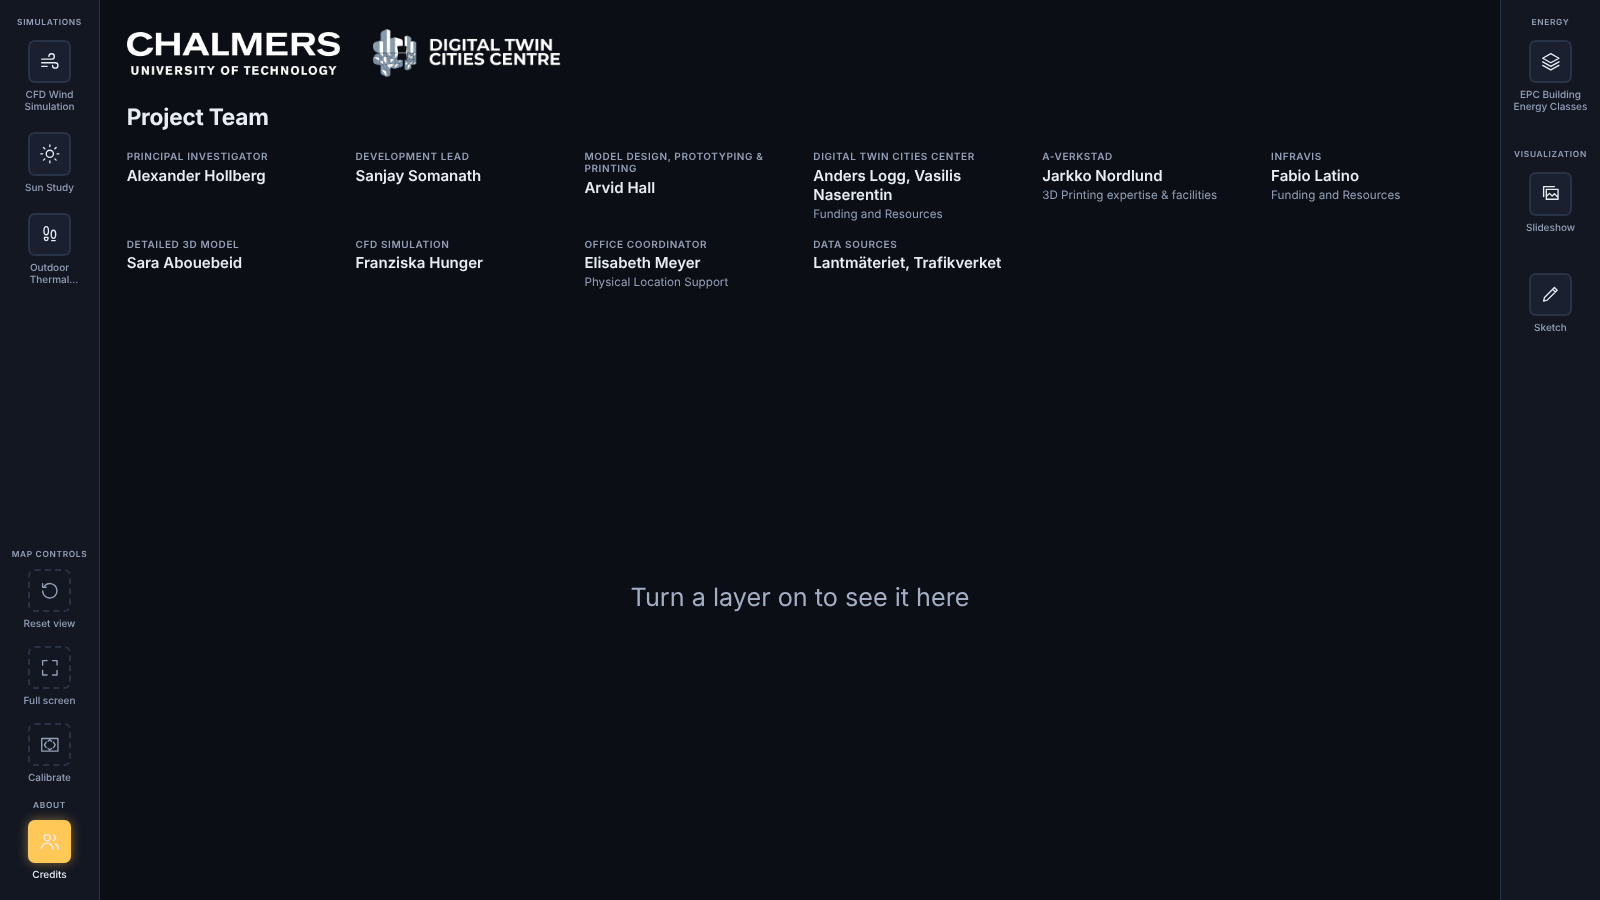 SIMULATIONS
CFD Wind
Simulation
Sun Study
Outdoor
Thermal...
MAP CONTROLS
Reset view
Full screen
Calibrate
ABOUT
Credits
CHALMERS
UNIVERSITY OF TECHNOLOGY
DIGITAL TWIN
CITIES CENTRE
Project Team
PRINCIPAL INVESTIGATOR
Alexander Hollberg
DEVELOPMENT LEAD
Sanjay Somanath
MODEL DESIGN, PROTOTYPING &
PRINTING
Arvid Hall
DIGITAL TWIN CITIES CENTER
Anders Logg, Vasilis
Naserentin
Funding and Resources
A-VERKSTAD
Jarkko Nordlund
3D Printing expertise & facilities
INFRAVIS
Fabio Latino
Funding and Resources
DETAILED 3D MODEL
Sara Abouebeid
CFD SIMULATION
Franziska Hunger
OFFICE COORDINATOR
Elisabeth Meyer
Physical Location Support
DATA SOURCES
Lantmäteriet, Trafikverket
Turn a layer on to see it here
ENERGY
EPC Building
Energy Classes
VISUALIZATION
Slideshow
Sketch